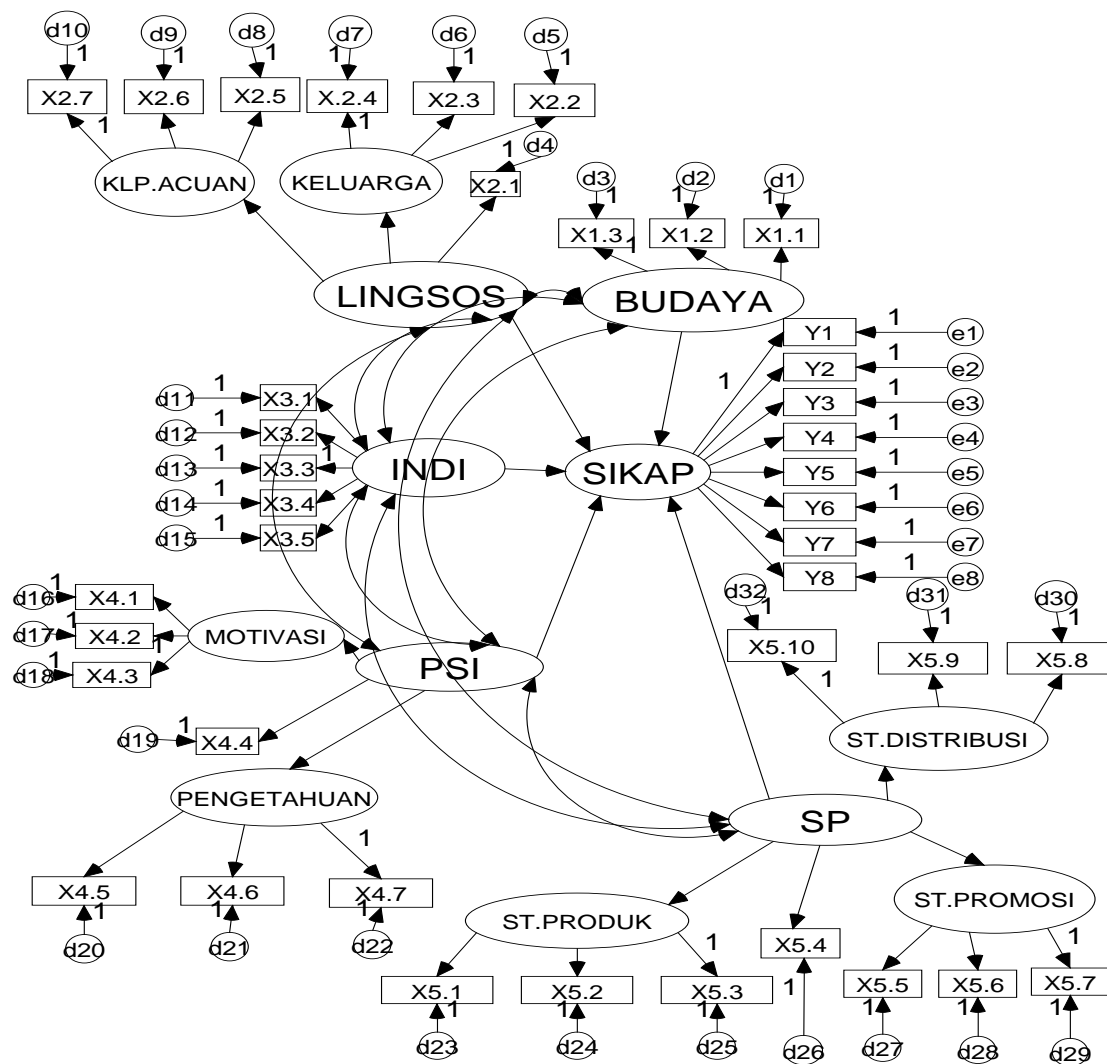 d10 d9 d8 d7 d6 d5
1 1 1 1 1 1
X2.7 X2.6 X2.5 X.2.4 X2.3 X2.2
1 1
d4
1
KLP.ACUAN KELUARGA X2.1
d3 d2 d1
1 1 1
X1.3 X1.2 X1.1
1
LINGSOS BUDAYA
Y1 1 e1
Y2 1 e2
1
Y3 1 e3
Y4 1 e4
Y5 1 e5
Y6 1 e6
Y7 1 e7
Y8 1 e8
d11 1 X3.1
d12 1 X3.2
d13 1 X3.3 1
d14 1 X3.4
d15 1 X3.5
INDI SIKAP
d16 1 X4.1
d17 1 X4.2
d18 1 X4.3 1
MOTIVASI PSI
d32 d31 d30
1 1 1
X5.10 X5.9 X5.8
1
d19 1 X4.4
ST.DISTRIBUSI
PENGETAHUAN SP
1
X4.5 X4.6 X4.7
1 1 1
d20 d21 d22
ST.PRODUK ST.PROMOSI
1 X5.4 1
X5.1 X5.2 X5.3 X5.5 X5.6 X5.7
1 1 1 1 1 1 1
d23 d24 d25 d26 d27 d28 d29